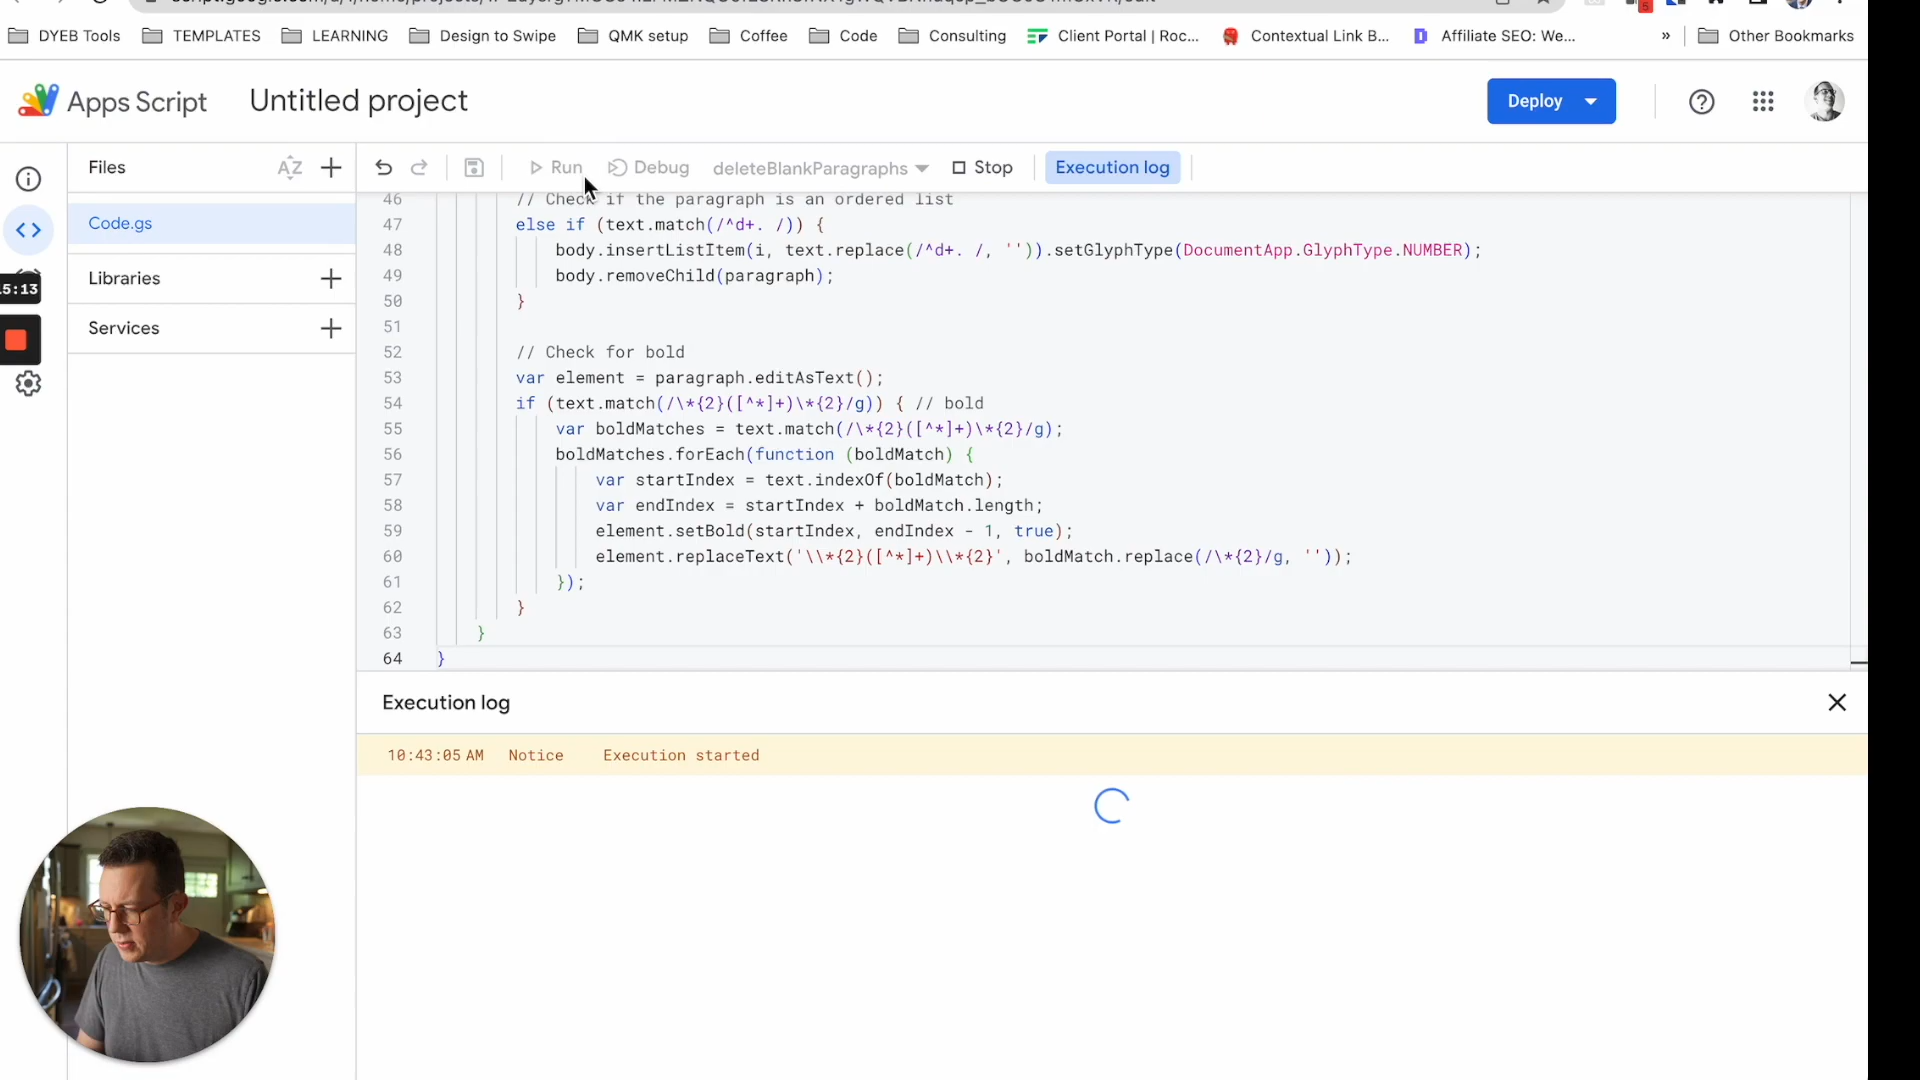 DYEB Tools
TEMPLATES
LEARNING
Design to Swipe
QMK setup
Coffee
Code
Consulting
Client Portal | Roc...
Contextual Link B...
Affiliate SEO: We...
»
Other Bookmarks
Apps Script
Untitled project
Deploy
Files
AZ
Run
Debug
deleteBlankParagraphs
Stop
Execution log
Code.gs
Libraries
Services
5:13
46 // Check if the paragraph is an ordered list
47 else if (text.match(/^d+. /)) {
48 body.insertListItem(i, text.replace(/^d+. /, '')).setGlyphType(DocumentApp.GlyphType.NUMBER);
49 body.removeChild(paragraph);
50 }
51
52 // Check for bold
53 var element = paragraph.editAsText();
54 if (text.match(/\*{2}([^*]+)\*{2}/g)) { // bold
55 var boldMatches = text.match(/\*{2}([^*]+)\*{2}/g);
56 boldMatches.forEach(function (boldMatch) {
57 var startIndex = text.indexOf(boldMatch);
58 var endIndex = startIndex + boldMatch.length;
59 element.setBold(startIndex, endIndex - 1, true);
60 element.replaceText('\\*{2}([^*]+)\\*{2}', boldMatch.replace(/\*{2}/g, ''));
61 });
62 }
63 }
64 }
Execution log
10:43:05 AM Notice Execution started